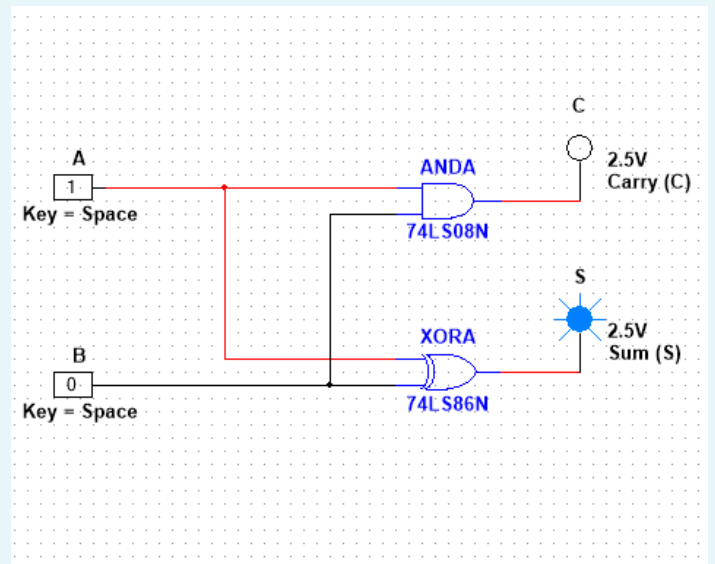 C
2.5V
Carry (C)
A
1
Key = Space
ANDA
74LS08N
S
2.5V
Sum (S)
XORA
74LS86N
B
0
Key = Space